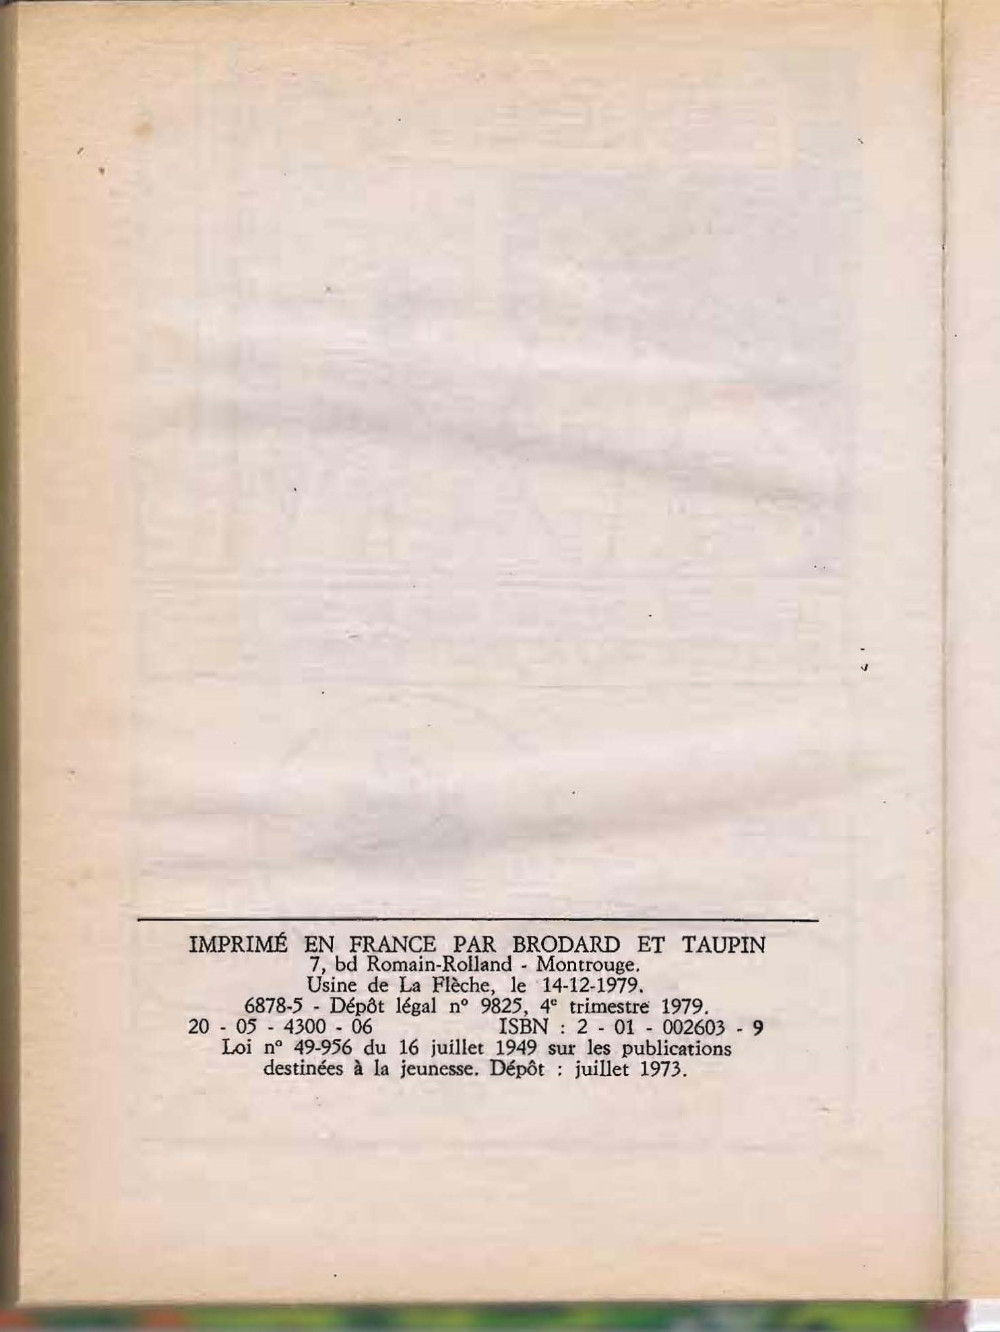 IMPRIMÉ EN FRANCE PAR BRODARD ET TAUPIN
7, bd Romain-Rolland - Montrouge.
Usine de La Flèche, le 14-12-1979.
6878-5 - Dépôt légal n° 9825, 4e trimestre 1979.
20 - 05 - 4300 - 06 ISBN : 2 - 01 - 002603 - 9
Loi n° 49-956 du 16 juillet 1949 sur les publications
destinées à la jeunesse. Dépôt : juillet 1973.